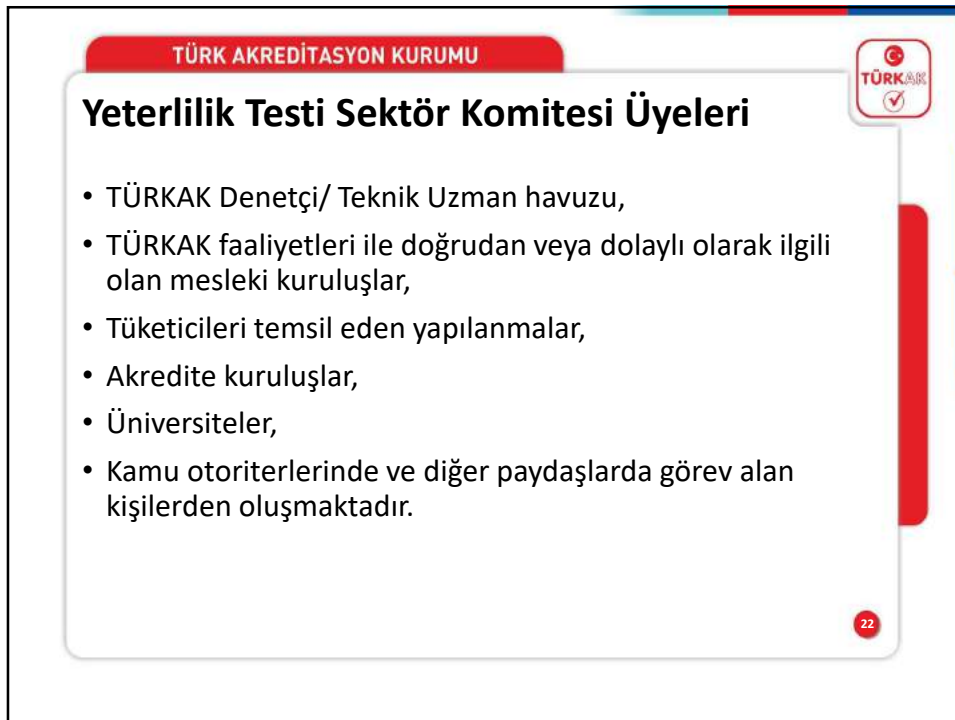 TÜRK AKREDİTASYON KURUMU
TÜRKAK
Yeterlilik Testi Sektör Komitesi Üyeleri
• TÜRKAK Denetçi/ Teknik Uzman havuzu,
• TÜRKAK faaliyetleri ile doğrudan veya dolaylı olarak ilgili
olan mesleki kuruluşlar,
• Tüketicileri temsil eden yapılanmalar,
• Akredite kuruluşlar,
• Üniversiteler,
• Kamu otoriterlerinde ve diğer paydaşlarda görev alan
kişilerden oluşmaktadır.
22